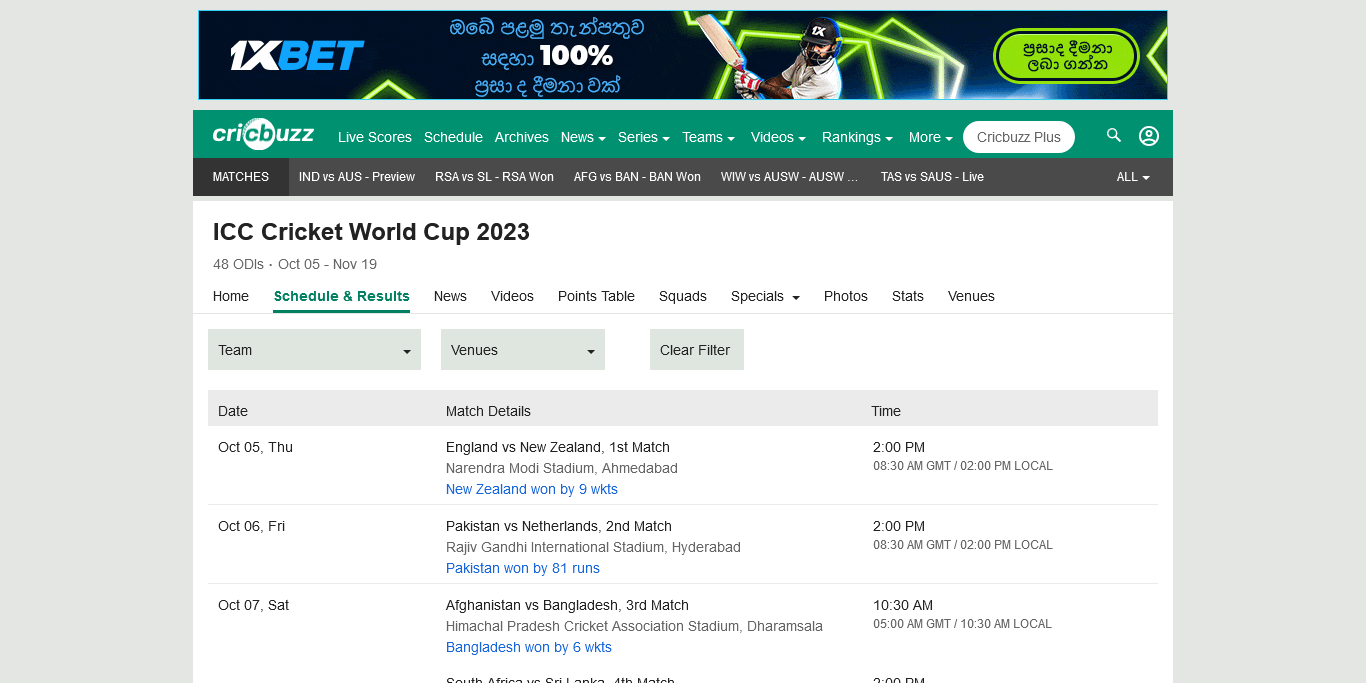 1XBET
ඔබේ පළමු තැන්පතුව
සඳහා 100%
ප්‍රසාද දීමනාවක්
1X
ප්‍රසාද දීමනා
ලබා ගන්න
cricbuzz
Live Scores Schedule Archives News Series Teams Videos Rankings More Cricbuzz Plus
MATCHES IND vs AUS - Preview RSA vs SL - RSA Won AFG vs BAN - BAN Won WIW vs AUSW - AUSW ... TAS vs SAUS - Live ALL
ICC Cricket World Cup 2023
48 ODIs · Oct 05 - Nov 19
Home Schedule & Results News Videos Points Table Squads Specials Photos Stats Venues
Team Venues Clear Filter
Date Match Details Time
Oct 05, Thu England vs New Zealand, 1st Match 2:00 PM
Narendra Modi Stadium, Ahmedabad 08:30 AM GMT / 02:00 PM LOCAL
New Zealand won by 9 wkts
Oct 06, Fri Pakistan vs Netherlands, 2nd Match 2:00 PM
Rajiv Gandhi International Stadium, Hyderabad 08:30 AM GMT / 02:00 PM LOCAL
Pakistan won by 81 runs
Oct 07, Sat Afghanistan vs Bangladesh, 3rd Match 10:30 AM
Himachal Pradesh Cricket Association Stadium, Dharamsala 05:00 AM GMT / 10:30 AM LOCAL
Bangladesh won by 6 wkts
South Africa vs Sri Lanka, 4th Match 2:00 PM